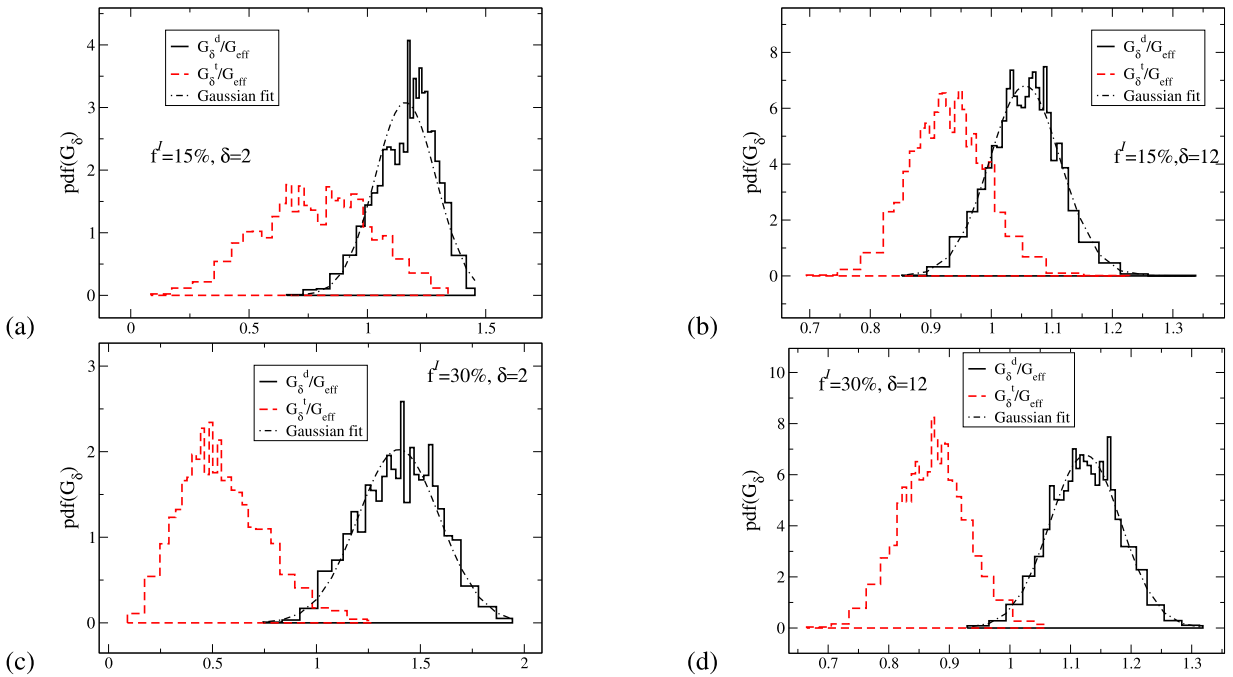 4
3
2
1
0
pdf(G_δ)
G_δ^d/G_eff
G_δ^t/G_eff
Gaussian fit
f^I=15%, δ=2
0 0.5 1 1.5
(a)
8
6
4
2
0
pdf(G_δ)
G_δ^d/G_eff
G_δ^t/G_eff
Gaussian fit
f^I=15%,δ=12
0.7 0.8 0.9 1 1.1 1.2 1.3
(b)
3
2
1
0
pdf(G_δ)
G_δ^d/G_eff
G_δ^t/G_eff
Gaussian fit
f^I=30%, δ=2
0 0.5 1 1.5 2
(c)
10
8
6
4
2
0
pdf(G_δ)
f^I=30%, δ=12
G_δ^d/G_eff
G_δ^t/G_eff
Gaussian fit
0.7 0.8 0.9 1 1.1 1.2 1.3
(d)